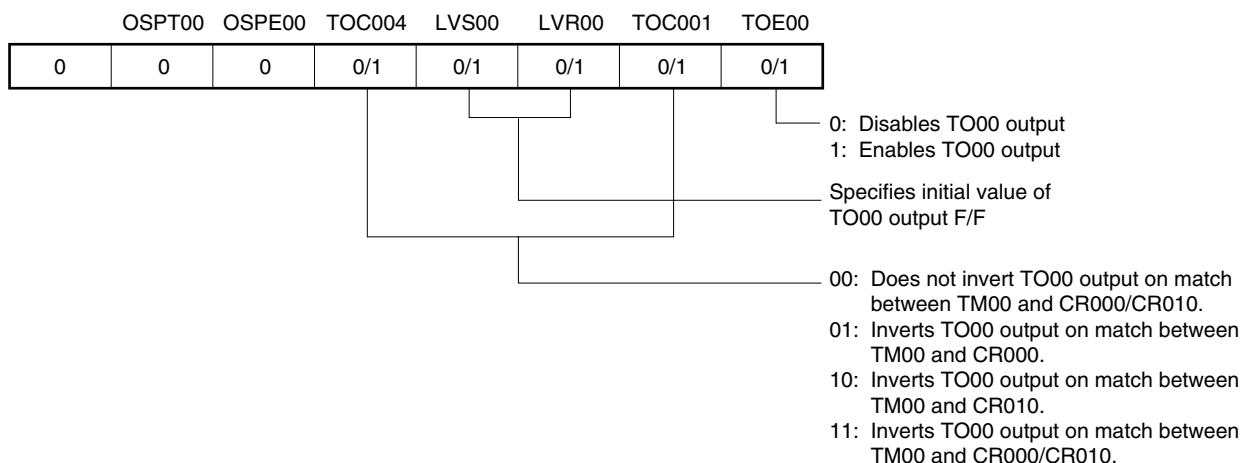 OSPT00 OSPE00 TOC004 LVS00 LVR00 TOC001 TOE00
0 0 0 0/1 0/1 0/1 0/1 0/1
0: Disables TO00 output
1: Enables TO00 output
Specifies initial value of
TO00 output F/F
00: Does not invert TO00 output on match
between TM00 and CR000/CR010.
01: Inverts TO00 output on match between
TM00 and CR000.
10: Inverts TO00 output on match between
TM00 and CR010.
11: Inverts TO00 output on match between
TM00 and CR000/CR010.